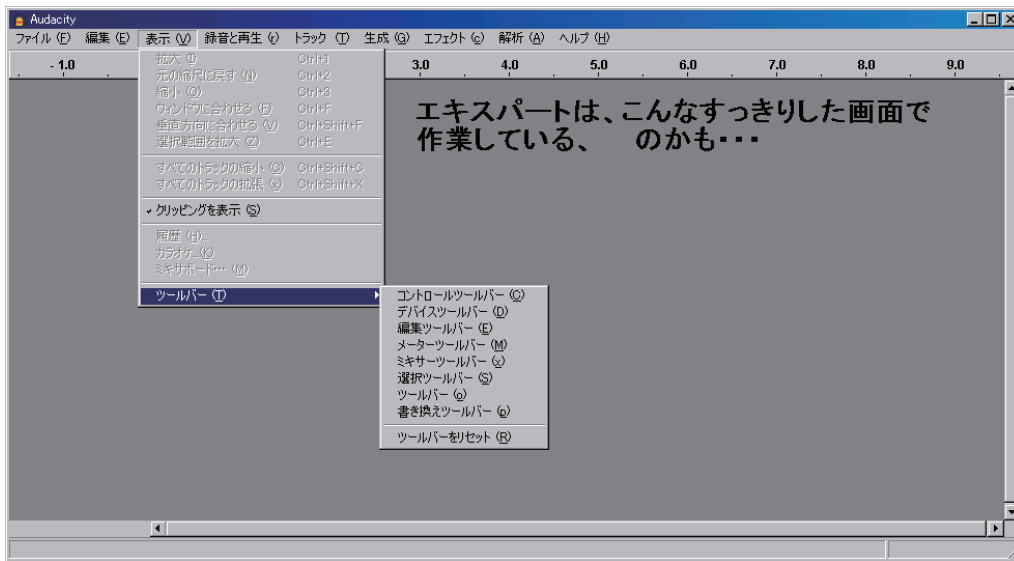 Audacity
ファイル (F) 編集 (E) 表示 (V) 録音と再生 (r) トラック (T) 生成 (G) エフェクト (c) 解析 (A) ヘルプ (H)
- 1.0 3.0 4.0 5.0 6.0 7.0 8.0 9.0
エキスパートは、こんなすっきりした画面で
作業している、 のかも・・・
拡大 (I) Ctrl+1
元の縮尺に戻す (N) Ctrl+2
縮小 (O) Ctrl+3
ウィンドウに合わせる (F) Ctrl+F
垂直方向に合わせる (V) Ctrl+Shift+F
選択範囲を拡大 (Z) Ctrl+E
すべてのトラックの縮小 (C) Ctrl+Shift+C
すべてのトラックの拡張 (x) Ctrl+Shift+X
クリッピングを表示 (S)
履歴 (H)...
カラオケ...(K)
ミキサボード・・・ (M)
ツールバー (T)
コントロールツールバー (C)
デバイスツールバー (D)
編集ツールバー (E)
メーターツールバー (M)
ミキサーツールバー (x)
選択ツールバー (S)
ツールバー (o)
書き換えツールバー (p)
ツールバーをリセット (R)